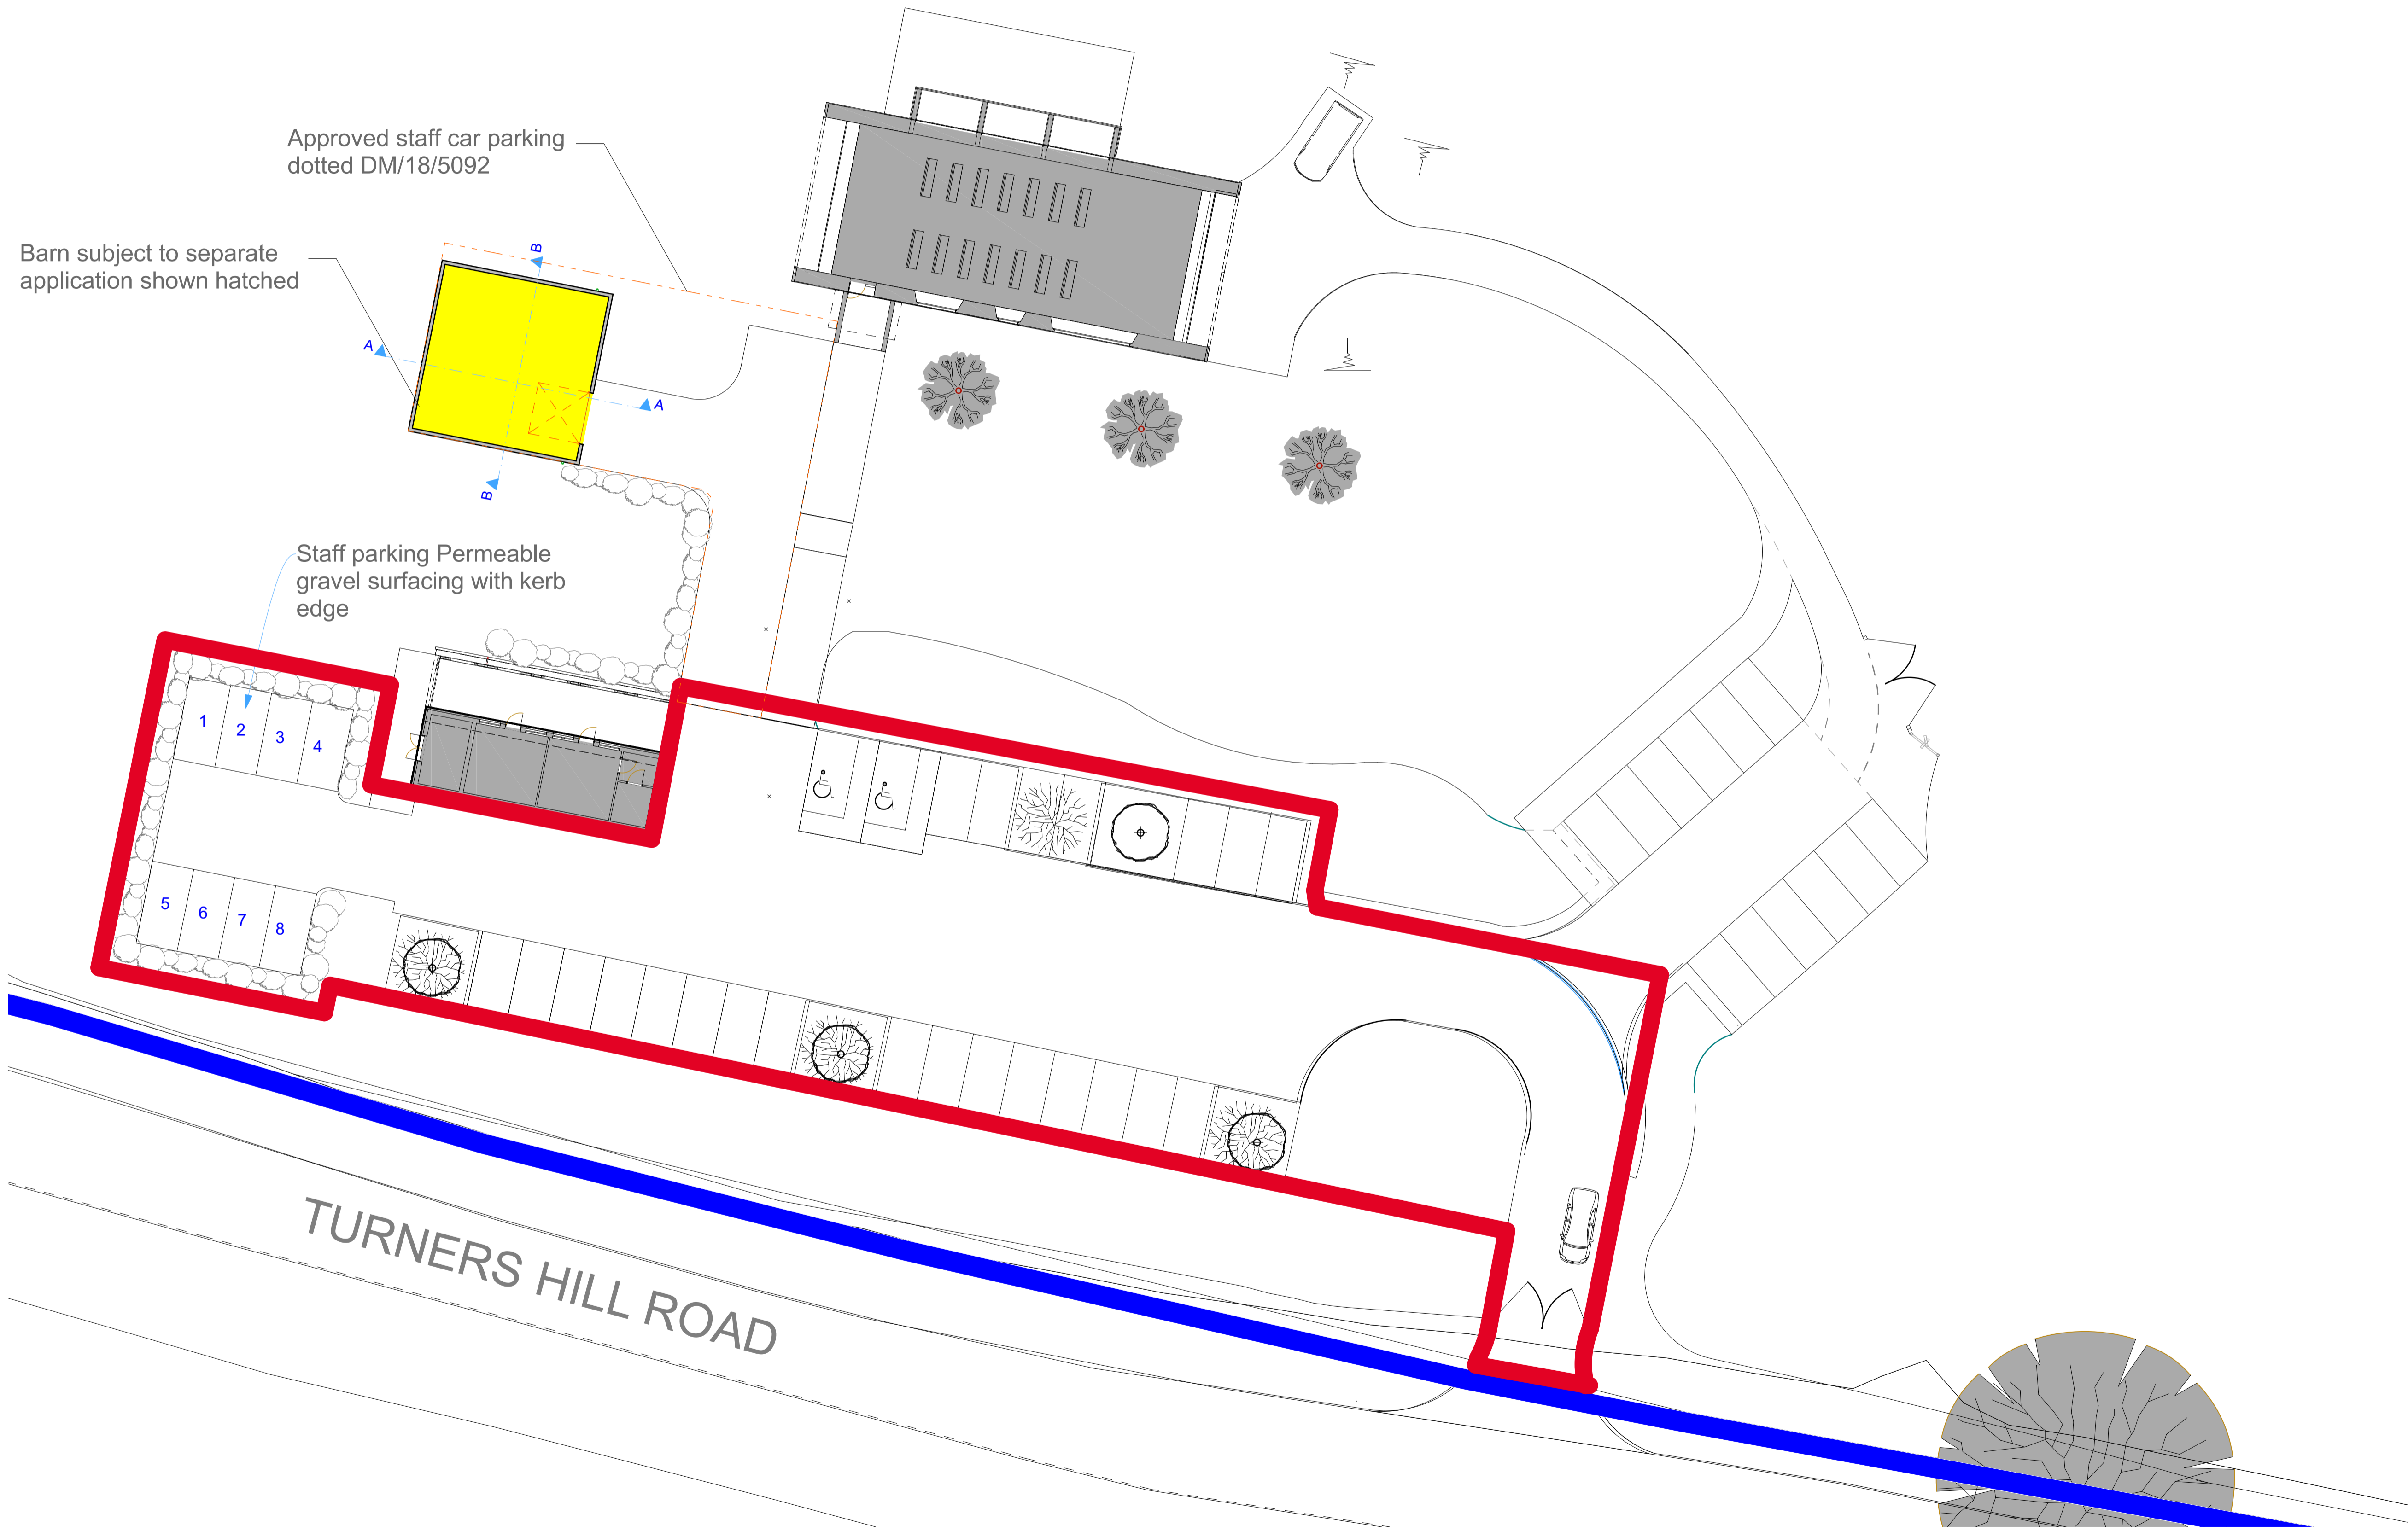 Approved staff car parking
dotted DM/18/5092
Barn subject to separate
application shown hatched
B
A
A
B
Staff parking Permeable
gravel surfacing with kerb
edge
1
2
3
4
5
6
7
8
TURNERS HILL ROAD